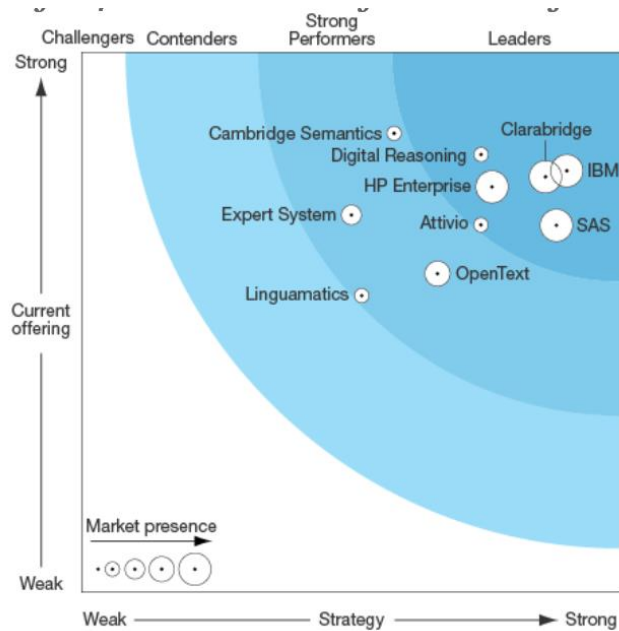 Challengers
Contenders
Strong
Performers
Leaders
Strong
Cambridge Semantics
Clarabridge
Digital Reasoning
IBM
HP Enterprise
Expert System
Attivio
SAS
OpenText
Linguamatics
Current
offering
Market presence
Weak
Weak
Strategy
Strong